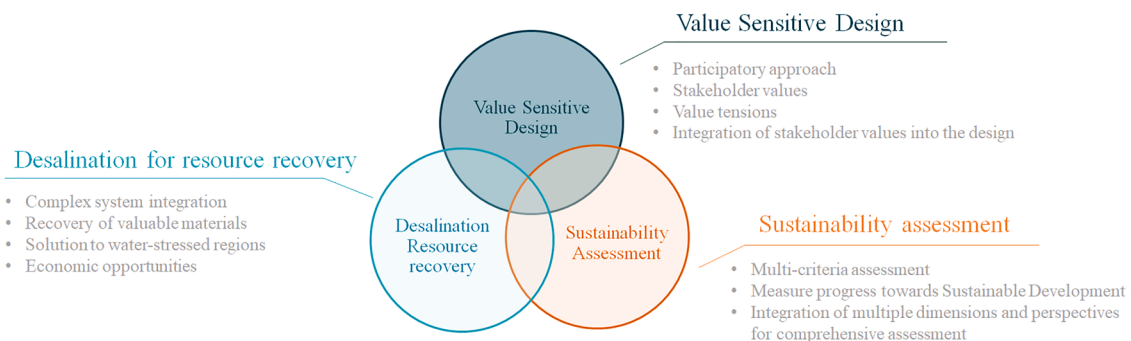 Value Sensitive Design
• Participatory approach
• Stakeholder values
• Value tensions
• Integration of stakeholder values into the design
Value Sensitive
Design
Desalination for resource recovery
• Complex system integration
• Recovery of valuable materials
• Solution to water-stressed regions
• Economic opportunities
Desalination
Resource
recovery
Sustainability
Assessment
Sustainability assessment
• Multi-criteria assessment
• Measure progress towards Sustainable Development
• Integration of multiple dimensions and perspectives
for comprehensive assessment